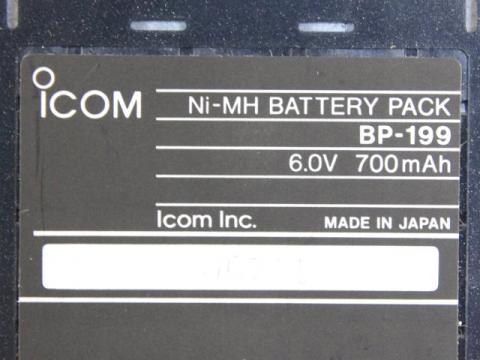 ICOM
Ni-MH BATTERY PACK
BP-199
6.0V 700mAh
Icom Inc. MADE IN JAPAN